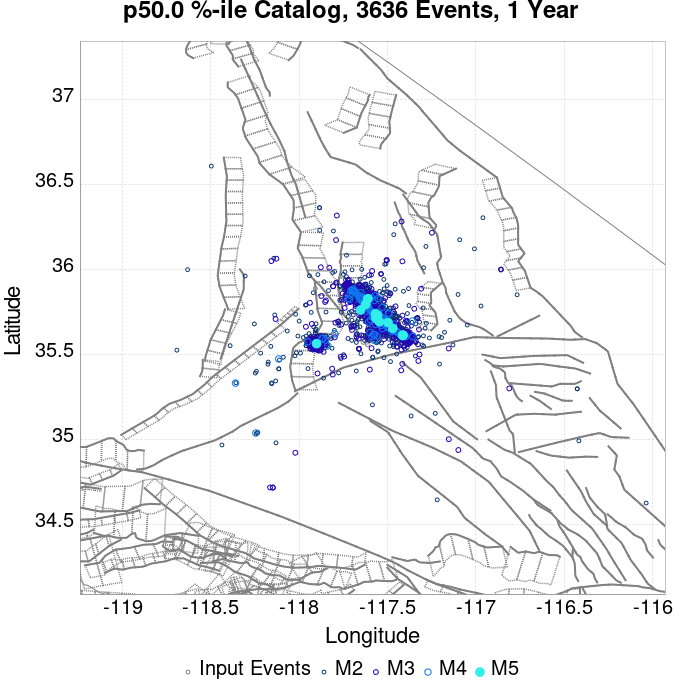 p50.0 %-ile Catalog, 3636 Events, 1 Year
37
36.5
36
35.5
35
34.5
Latitude
-119
-118.5
-118
-117.5
-117
-116.5
-116
Longitude
Input Events
M2
M3
M4
M5